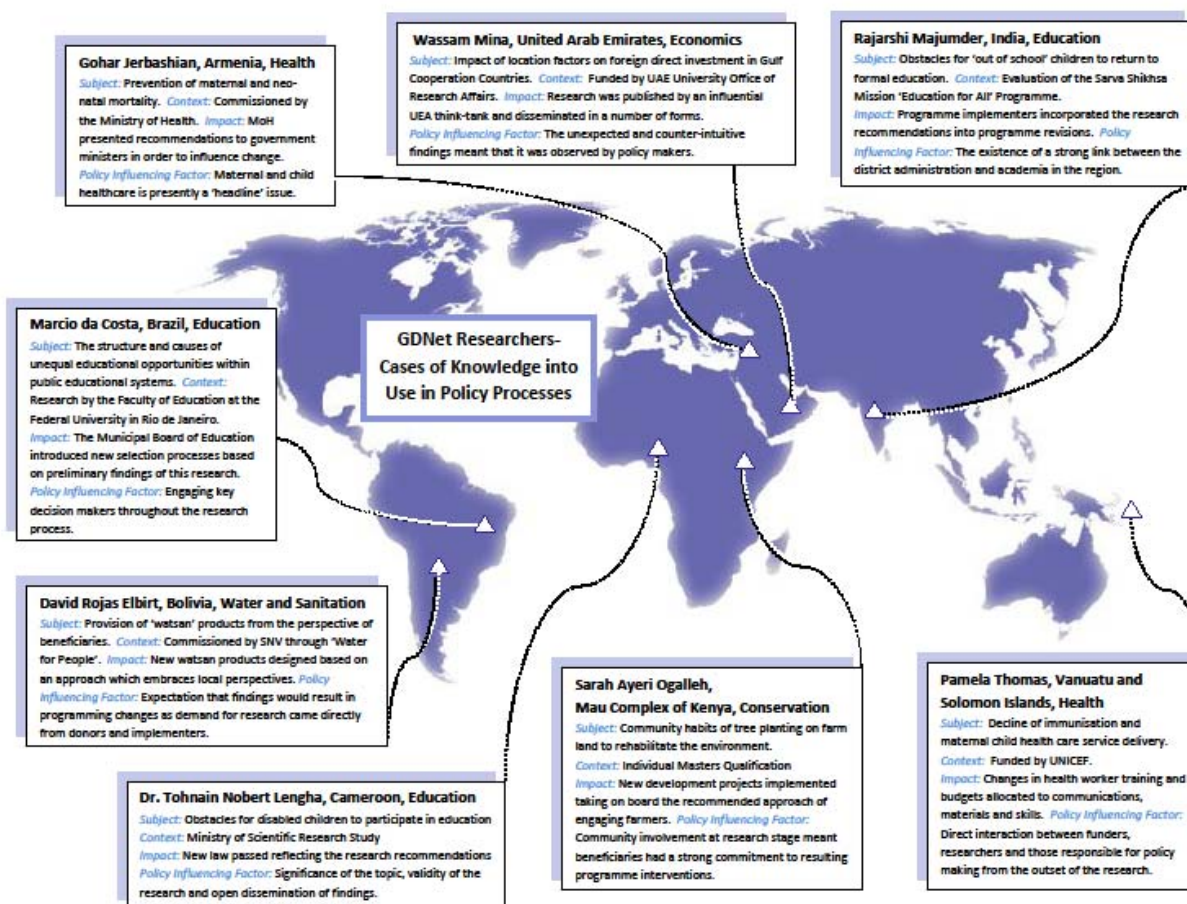 Gohar Jerbashian, Armenia, Health
Subject: Prevention of maternal and neo-
natal mortality. Context: Commissioned by
the Ministry of Health. Impact: MoH
presented recommendations to government
ministers in order to influence change.
Policy Influencing Factor: Maternal and child
healthcare is presently a 'headline' issue.
Wassam Mina, United Arab Emirates, Economics
Subject: Impact of location factors on foreign direct investment in Gulf
Cooperation Countries. Context: Funded by UAE University Office of
Research Affairs. Impact: Research was published by an influential
UEA think-tank and disseminated in a number of forms.
Policy Influencing Factor: The unexpected and counter-intuitive
findings meant that it was observed by policy makers.
Rajarshi Majumder, India, Education
Subject: Obstacles for 'out of school' children to return to
formal education. Context: Evaluation of the Sarva Shikhsa
Mission 'Education for All' Programme.
Impact: Programme implementers incorporated the research
recommendations into programme revisions. Policy
Influencing Factor: The existence of a strong link between the
district administration and academia in the region.
Marcio da Costa, Brazil, Education
Subject: The structure and causes of
unequal educational opportunities within
public educational systems. Context:
Research by the Faculty of Education at the
Federal University in Rio de Janeiro.
Impact: The Municipal Board of Education
introduced new selection processes based
on preliminary findings of this research.
Policy Influencing Factor: Engaging key
decision makers throughout the research
process.
GDNet Researchers-
Cases of Knowledge into
Use in Policy Processes
David Rojas Elbirt, Bolivia, Water and Sanitation
Subject: Provision of 'watsan' products from the perspective of
beneficiaries. Context: Commissioned by SNV through 'Water
for People'. Impact: New watsan products designed based on
an approach which embraces local perspectives. Policy
Influencing Factor: Expectation that findings would result in
programming changes as demand for research came directly
from donors and implementers.
Dr. Tohnain Nobert Lengha, Cameroon, Education
Subject: Obstacles for disabled children to participate in education
Context: Ministry of Scientific Research Study
Impact: New law passed reflecting the research recommendations
Policy Influencing Factor: Significance of the topic, validity of the
research and open dissemination of findings.
Sarah Ayeri Ogalleh,
Mau Complex of Kenya, Conservation
Subject: Community habits of tree planting on farm
land to rehabilitate the environment.
Context: Individual Masters Qualification
Impact: New development projects implemented
taking on board the recommended approach of
engaging farmers. Policy Influencing Factor:
Community involvement at research stage meant
beneficiaries had a strong commitment to resulting
programme interventions.
Pamela Thomas, Vanuatu and
Solomon Islands, Health
Subject: Decline of immunisation and
maternal child health care service delivery.
Context: Funded by UNICEF.
Impact: Changes in health worker training and
budgets allocated to communications,
materials and skills. Policy Influencing Factor:
Direct interaction between funders,
researchers and those responsible for policy
making from the outset of the research.